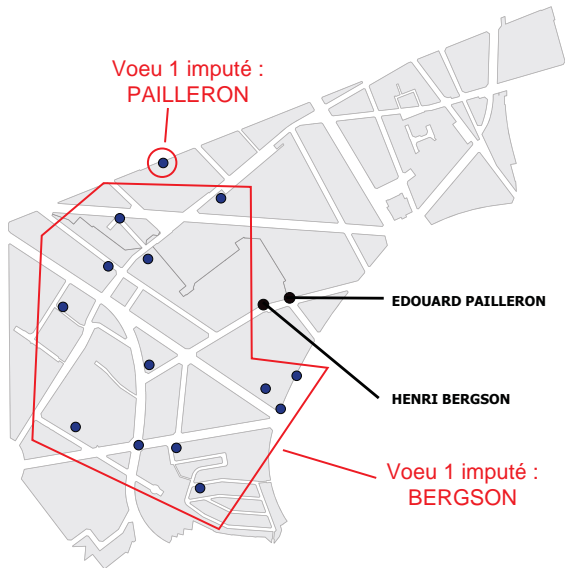 Voeu 1 imputé :
PAILLERON
EDOUARD PAILLERON
HENRI BERGSON
Voeu 1 imputé :
BERGSON